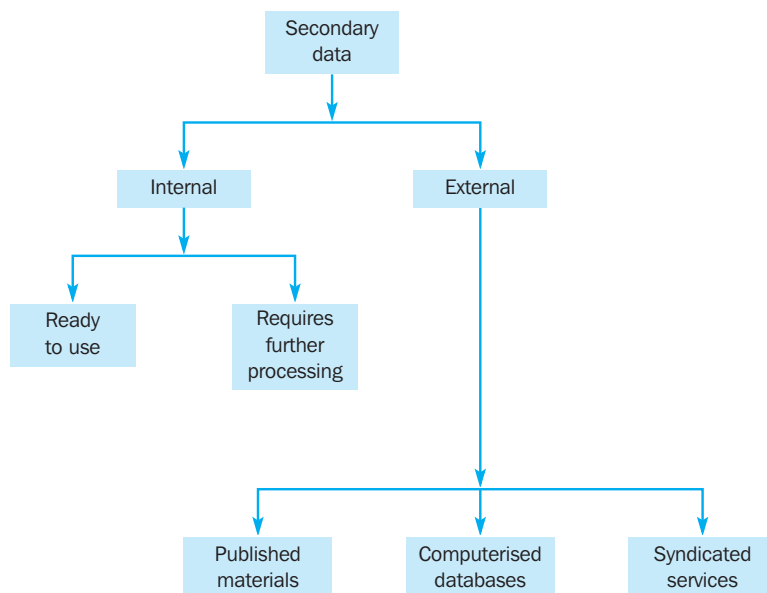 Secondary
data
Internal
External
Ready
to use
Requires
further
processing
Published
materials
Computerised
databases
Syndicated
services